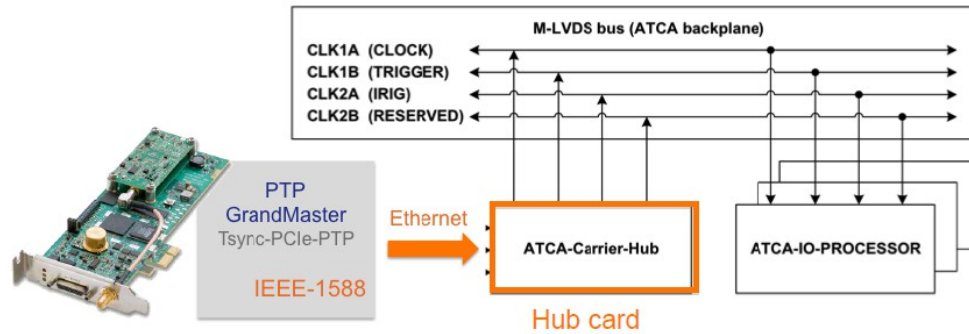 M-LVDS bus (ATCA backplane)
CLK1A (CLOCK)
CLK1B (TRIGGER)
CLK2A (IRIG)
CLK2B (RESERVED)
PTP
GrandMaster
Tsync-PCIe-PTP
IEEE-1588
Ethernet
ATCA-Carrier-Hub
Hub card
ATCA-IO-PROCESSOR